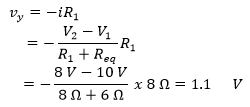 v_y = −iR_1
= − (V_2 − V_1)/(R_1 + R_eq) R_1
= − (8 V − 10 V)/(8 Ω + 6 Ω) x 8 Ω = 1.1 V